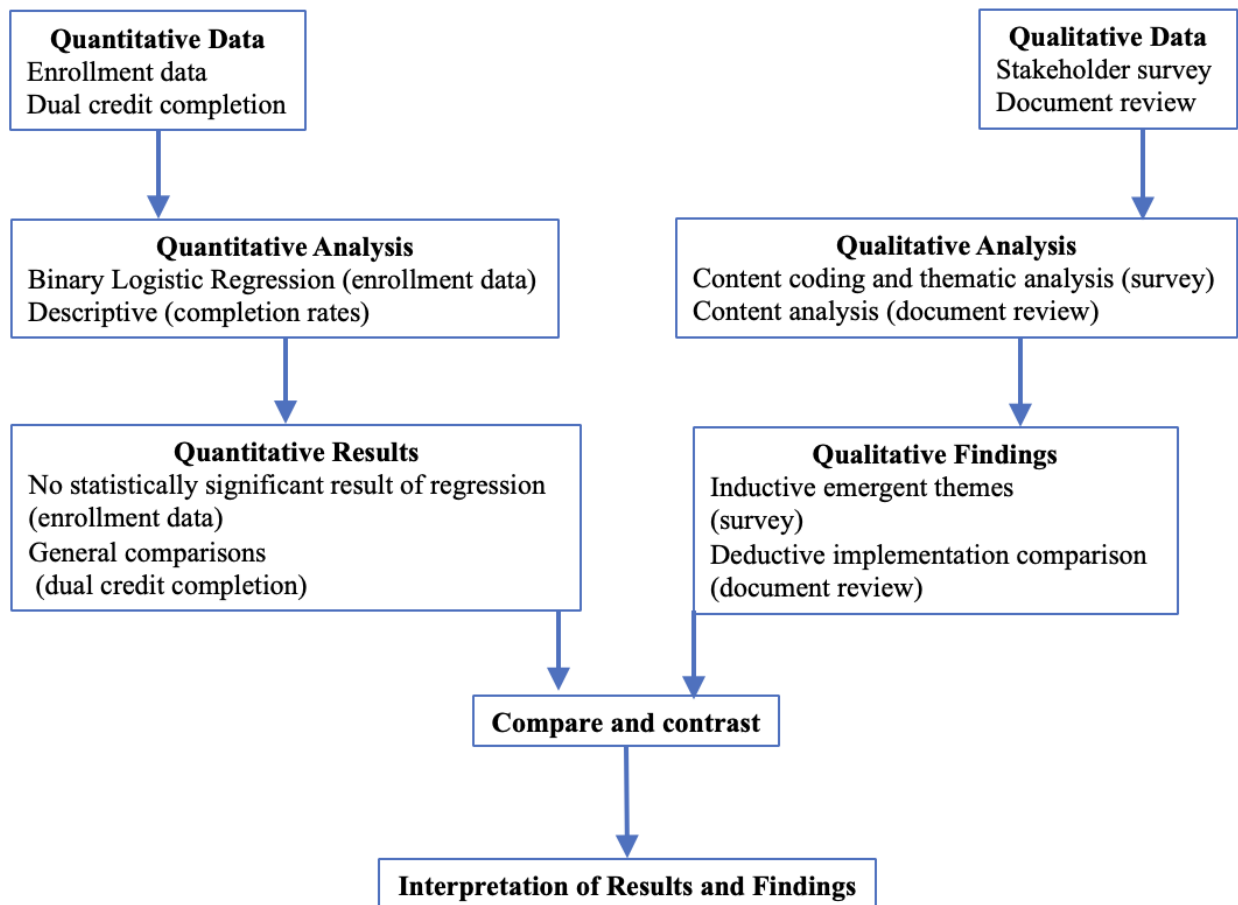 Quantitative Data
Enrollment data
Dual credit completion
Qualitative Data
Stakeholder survey
Document review
Quantitative Analysis
Binary Logistic Regression (enrollment data)
Descriptive (completion rates)
Qualitative Analysis
Content coding and thematic analysis (survey)
Content analysis (document review)
Quantitative Results
No statistically significant result of regression
(enrollment data)
General comparisons
(dual credit completion)
Qualitative Findings
Inductive emergent themes
(survey)
Deductive implementation comparison
(document review)
Compare and contrast
Interpretation of Results and Findings